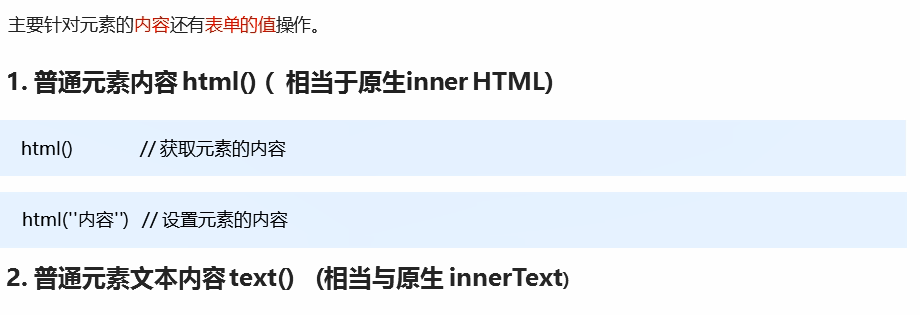 主要针对元素的内容还有表单的值操作。
1. 普通元素内容 html() ( 相当于原生inner HTML)
html() // 获取元素的内容
html(''内容'') // 设置元素的内容
2. 普通元素文本内容 text() (相当与原生 innerText)